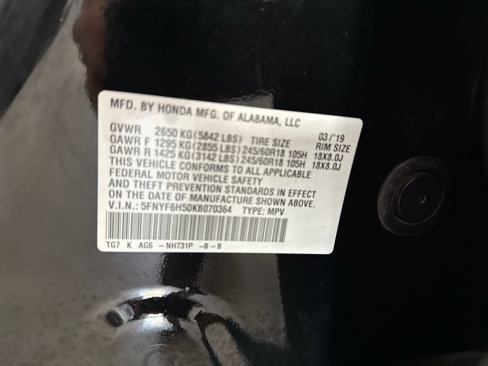 MFD. BY HONDA MFG. OF ALABAMA, LLC
03/'19
GVWR 2650 KG(5842 LBS) TIRE SIZE RIM SIZE
GAWR F 1295 KG(2855 LBS)245/60R18 105H 18X8.0J
GAWR R 1425 KG(3142 LBS)245/60R18 105H 18X8.0J
THIS VEHICLE CONFORMS TO ALL APPLICABLE
FEDERAL MOTOR VEHICLE SAFETY
AND THEFT PREVENTION STANDARDS IN EFFECT
ON THE DATE OF MANUFACTURE SHOWN ABOVE.
V.I.N.: 5FNYF6H50KB070364 TYPE: MPV
TG7 K AG6 -NH731P -B-B